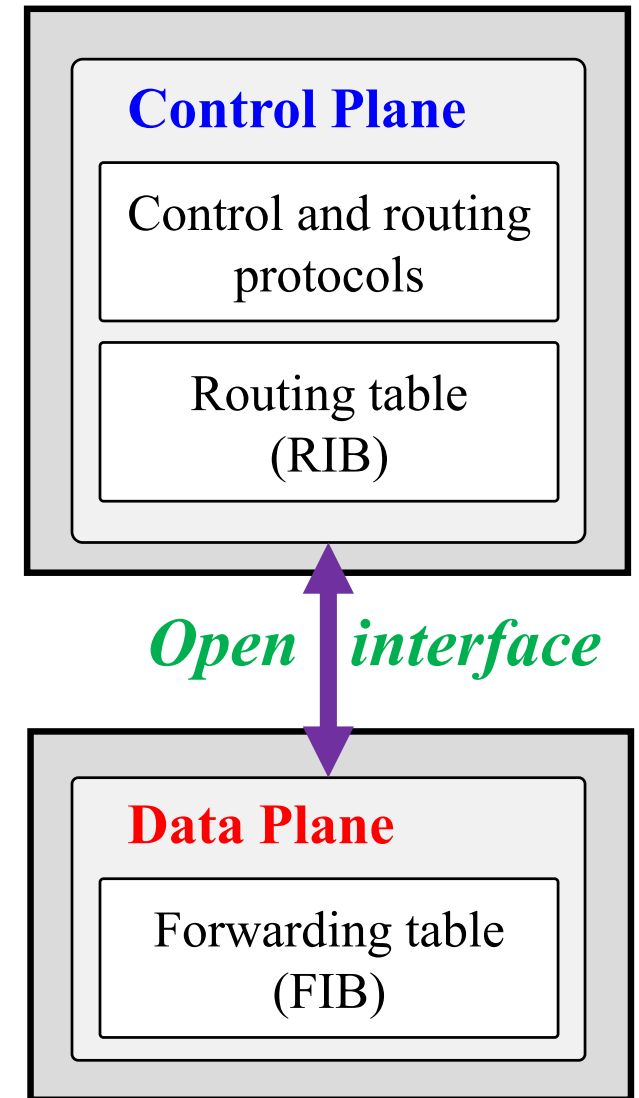 Control Plane
Control and routing
protocols
Routing table
(RIB)
Open interface
Data Plane
Forwarding table
(FIB)